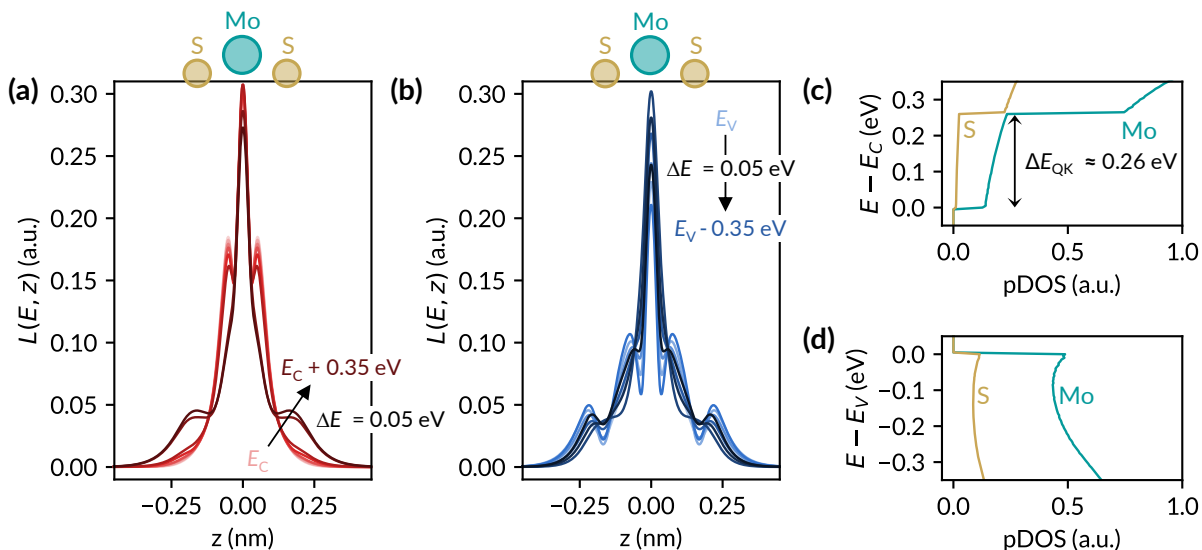 Mo
S
S
(a)
0.30
0.25
0.20
0.15
0.10
0.05
0.00
L(E, z) (a.u.)
E_C + 0.35 eV
ΔE = 0.05 eV
E_C
−0.25
0.00
0.25
z (nm)
Mo
S
S
(b)
0.30
0.25
0.20
0.15
0.10
0.05
0.00
L(E, z) (a.u.)
E_V
ΔE = 0.05 eV
E_V - 0.35 eV
−0.25
0.00
0.25
z (nm)
(c)
0.2
0.0
E − E_C (eV)
S
Mo
ΔE_QK ≈ 0.26 eV
0.0
0.5
1.0
pDOS (a.u.)
(d)
0.0
−0.1
−0.2
−0.3
E − E_V (eV)
S
Mo
0.0
0.5
1.0
pDOS (a.u.)